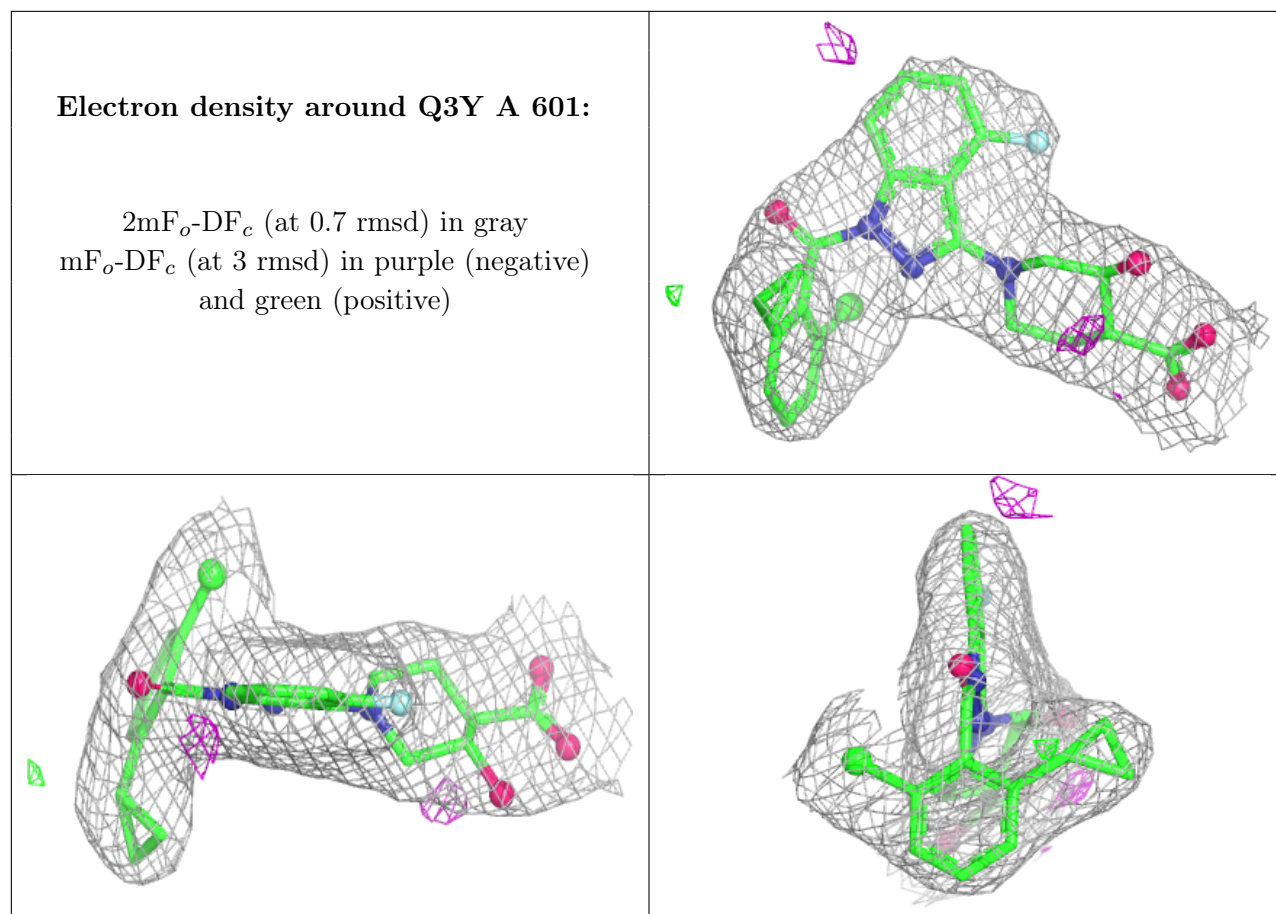 Electron density around Q3Y A 601:
2mFₒ-DF𝒸 (at 0.7 rmsd) in gray
mFₒ-DF𝒸 (at 3 rmsd) in purple (negative)
and green (positive)